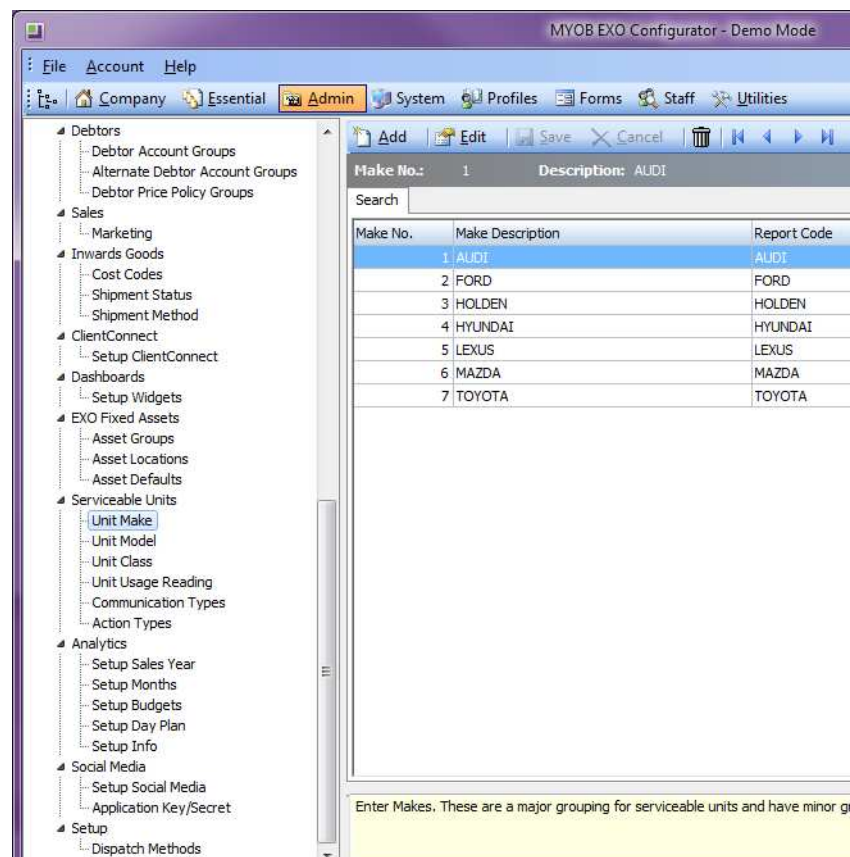 MYOB EXO Configurator - Demo Mode
File Account Help
Company Essential Admin System Profiles Forms Staff Utilities
Debtors
Debtor Account Groups
Alternate Debtor Account Groups
Debtor Price Policy Groups
Sales
Marketing
Inwards Goods
Cost Codes
Shipment Status
Shipment Method
ClientConnect
Setup ClientConnect
Dashboards
Setup Widgets
EXO Fixed Assets
Asset Groups
Asset Locations
Asset Defaults
Serviceable Units
Unit Make
Unit Model
Unit Class
Unit Usage Reading
Communication Types
Action Types
Analytics
Setup Sales Year
Setup Months
Setup Budgets
Setup Day Plan
Setup Info
Social Media
Setup Social Media
Application Key/Secret
Setup
Dispatch Methods
Add Edit Save Cancel
Make No.: 1 Description: AUDI
Search
Make No. Make Description Report Code
1 AUDI AUDI
2 FORD FORD
3 HOLDEN HOLDEN
4 HYUNDAI HYUNDAI
5 LEXUS LEXUS
6 MAZDA MAZDA
7 TOYOTA TOYOTA
Enter Makes. These are a major grouping for serviceable units and have minor